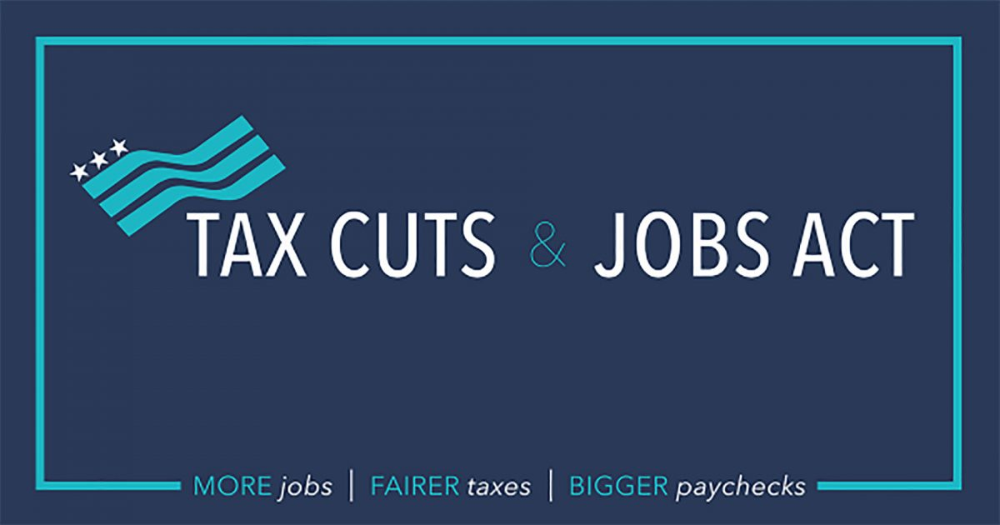 TAX CUTS & JOBS ACT
MORE jobs | FAIRER taxes | BIGGER paychecks